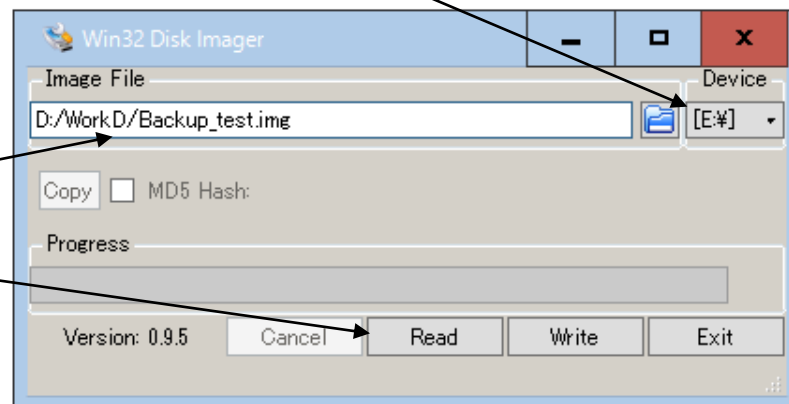 Win32 Disk Imager
Image File
Device
D:/WorkD/Backup_test.img
[E:¥]
Copy
MD5 Hash:
Progress
Version: 0.9.5
Cancel
Read
Write
Exit